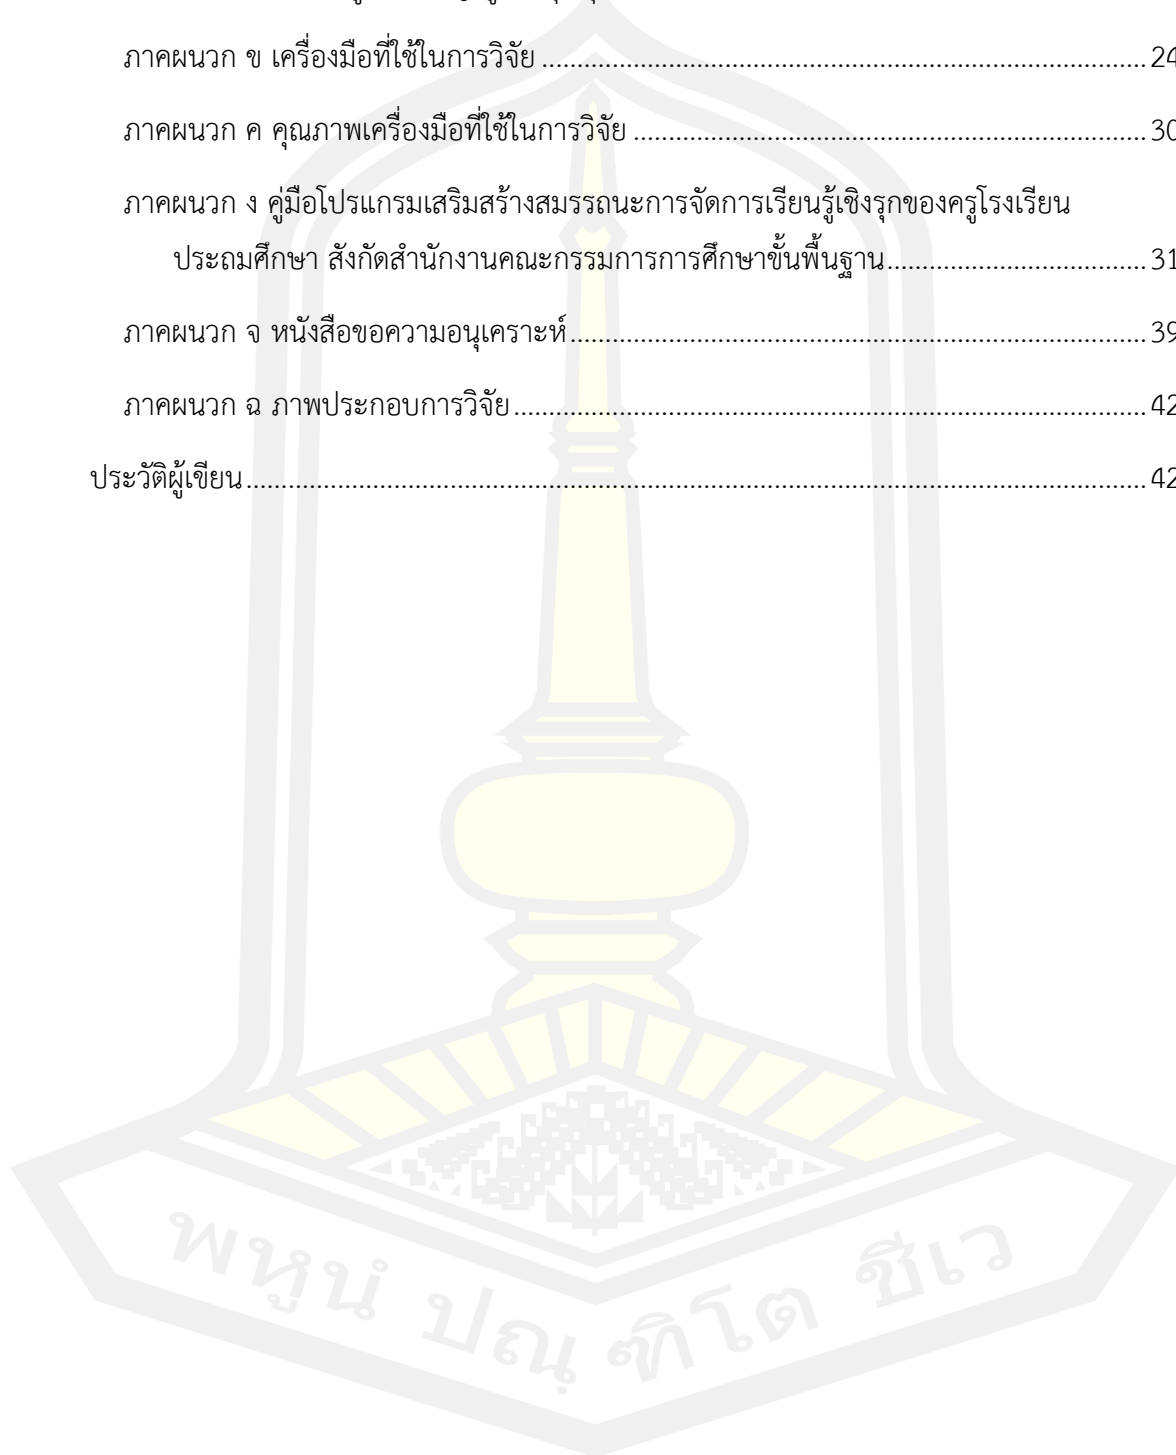 ภาคผนวก ข เครื่องมือที่ใช้ในการวิจัย ........ 24
ภาคผนวก ค คุณภาพเครื่องมือที่ใช้ในการวิจัย ........ 30
ภาคผนวก ง คู่มือโปรแกรมเสริมสร้างสมรรถนะการจัดการเรียนรู้เชิงรุกของครูโรงเรียน
ประถมศึกษา สังกัดสำนักงานคณะกรรมการการศึกษาขั้นพื้นฐาน ........ 31
ภาคผนวก จ หนังสือขอความอนุเคราะห์ ........ 39
ภาคผนวก ฉ ภาพประกอบการวิจัย ........ 42
ประวัติผู้เขียน ........ 42
พหูนํ ปณฺฑิโต ชีเว